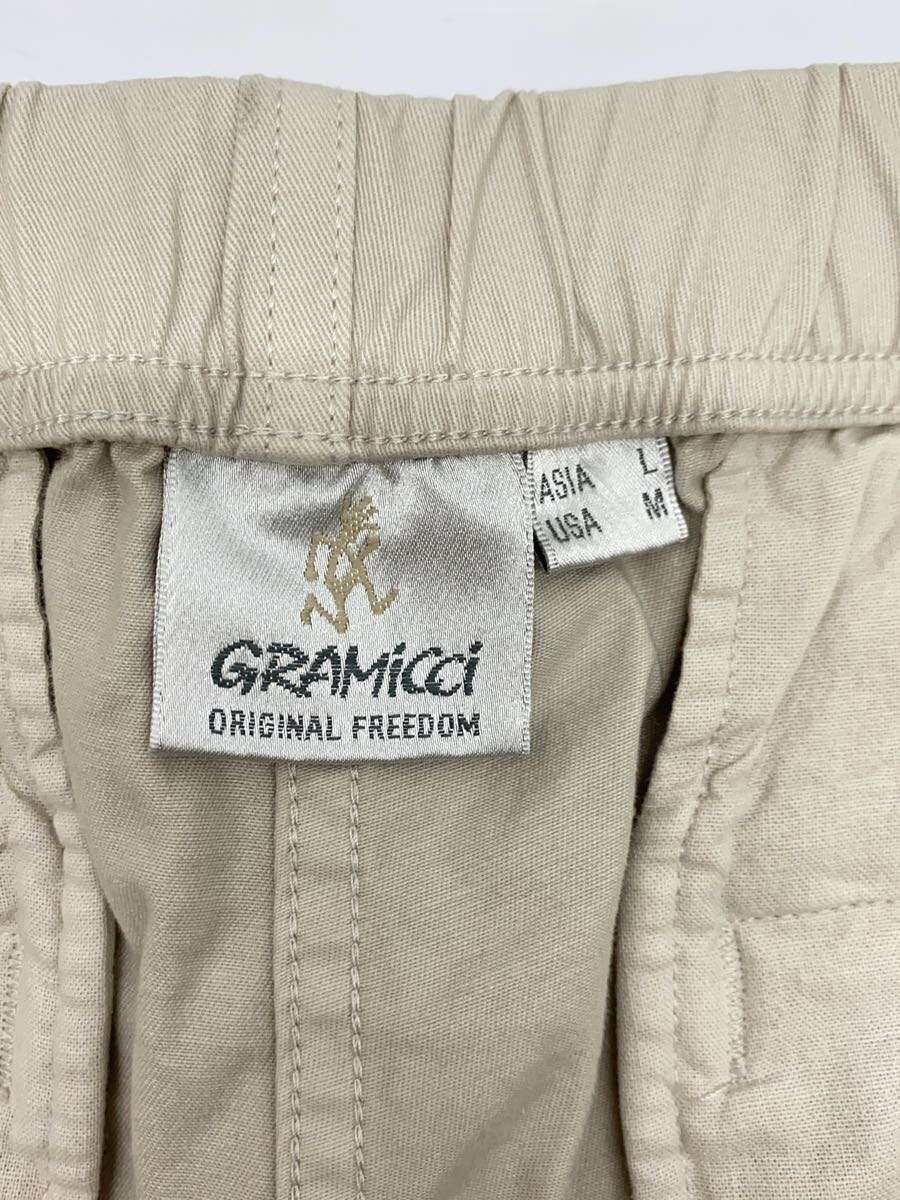 GRAMiCCi
ORIGINAL FREEDOM
ASIA L
USA M